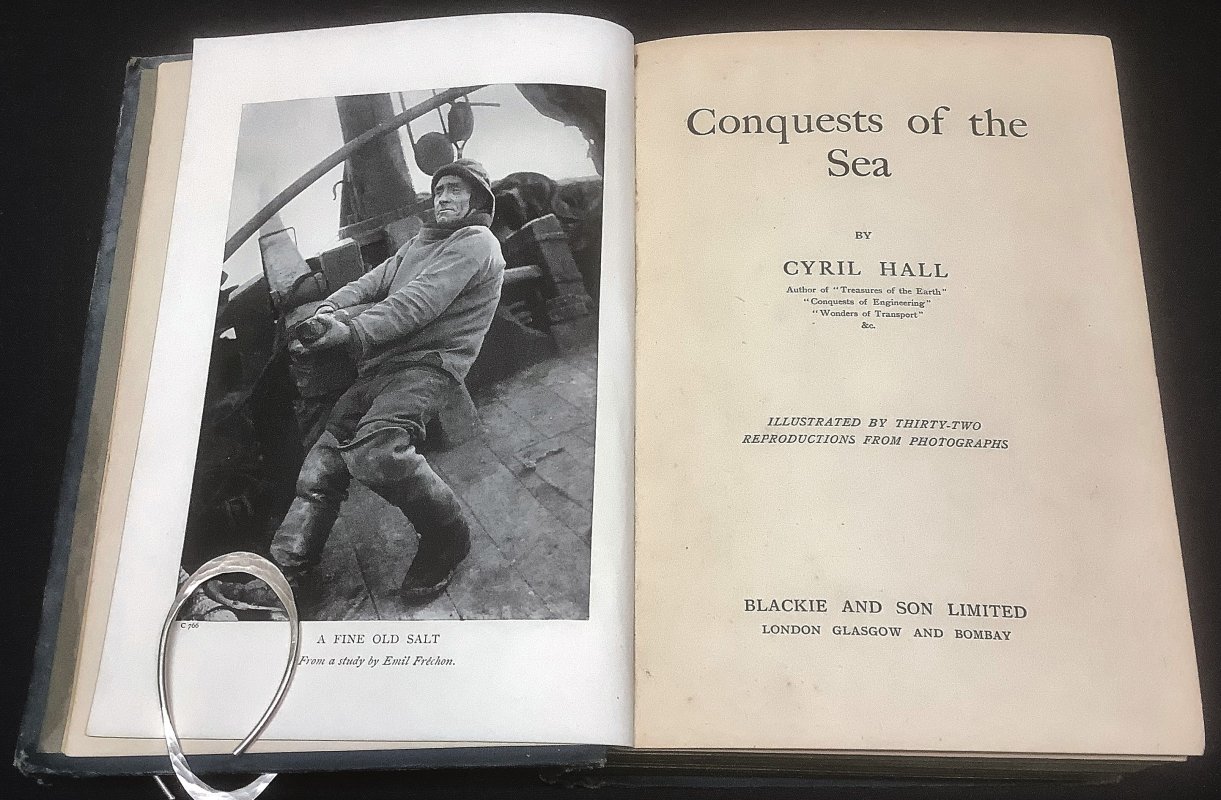 C 766
A FINE OLD SALT
From a study by Emil Fréchon.
Conquests of the
Sea
BY
CYRIL HALL
Author of "Treasures of the Earth"
"Conquests of Engineering"
"Wonders of Transport"
&c.
ILLUSTRATED BY THIRTY-TWO
REPRODUCTIONS FROM PHOTOGRAPHS
BLACKIE AND SON LIMITED
LONDON GLASGOW AND BOMBAY